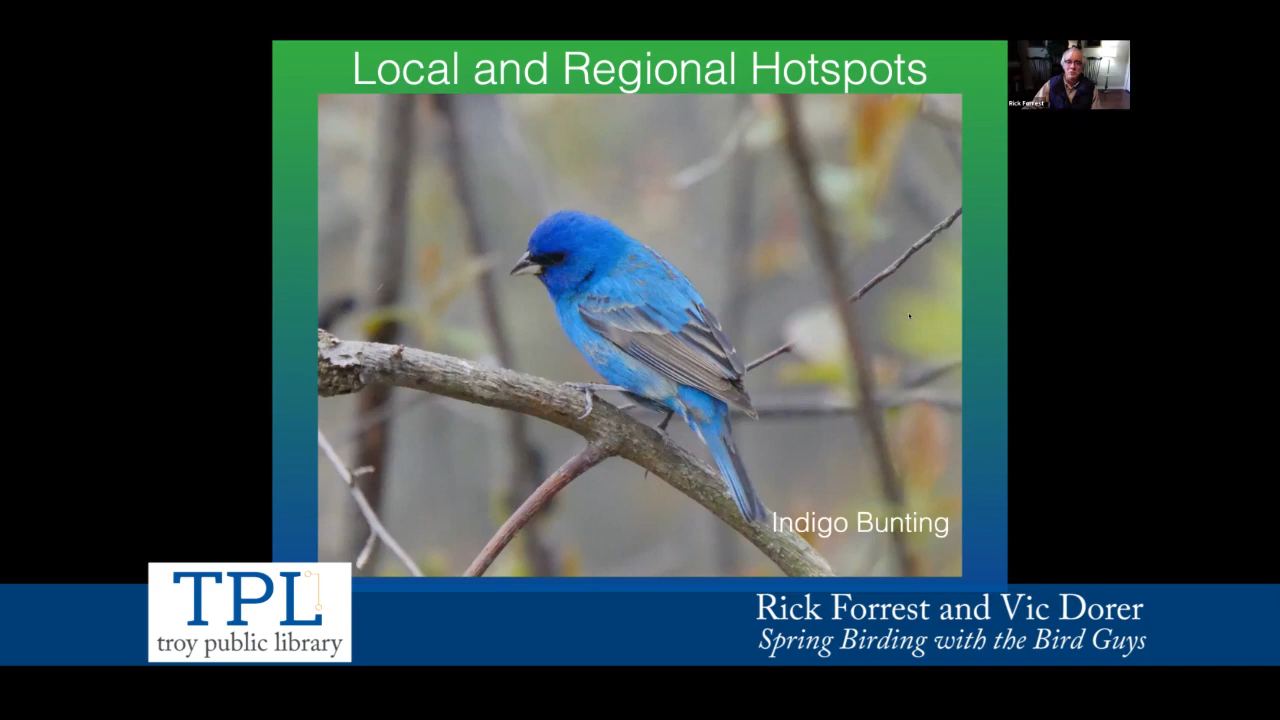 Local and Regional Hotspots
Rick Forrest
Indigo Bunting
TPL
troy public library
Rick Forrest and Vic Dorer
Spring Birding with the Bird Guys